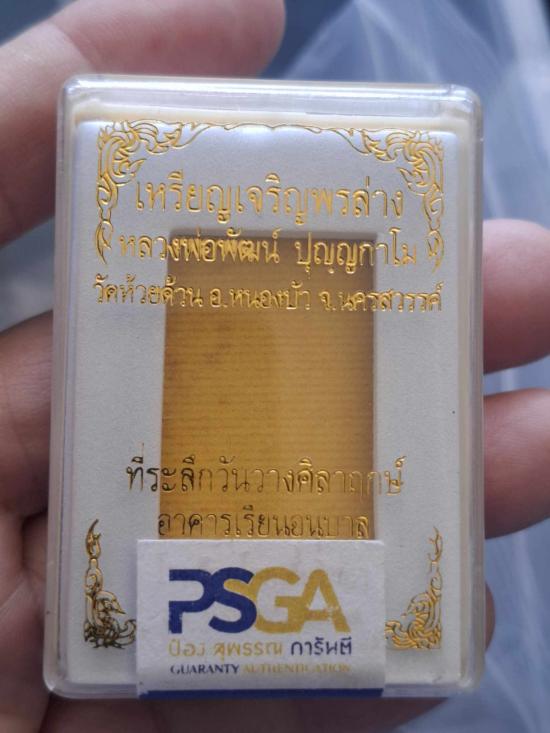 เหรียญเจริญพรล่าง
หลวงพ่อพัฒน์ ปุญฺญกาโม
วัดห้วยด้วน อ.หนองบัว จ.นครสวรรค์
ที่ระลึกวันวางศิลาฤกษ์
อาคารเรียนอนุบาล
PSGA
ป๋อง สุพรรณ การันตี
GUARANTY AUTHENTICATION